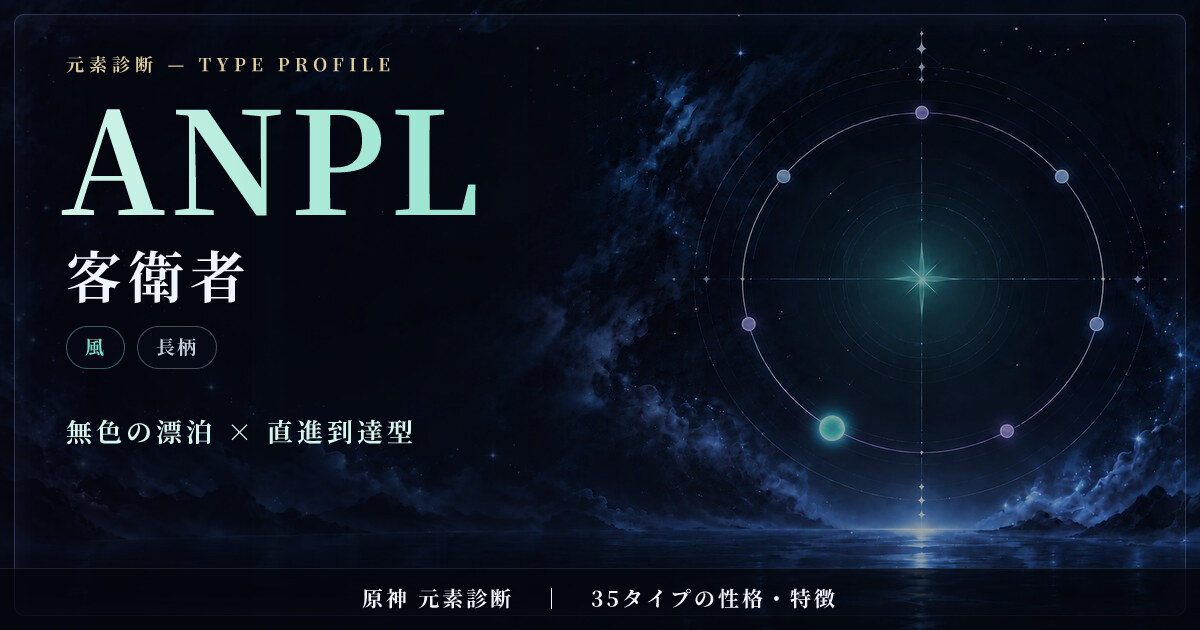 元素診断 — TYPE PROFILE
ANPL
客衛者
風 長柄
無色の漂泊 × 直進到達型
原神 元素診断 | 35タイプの性格・特徴